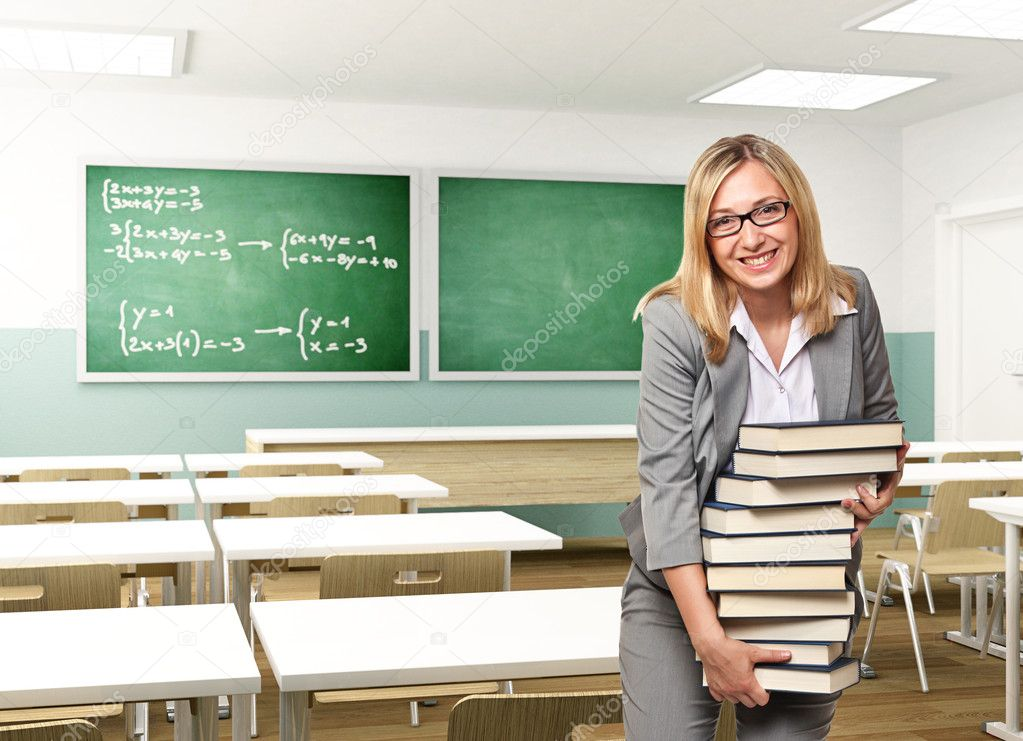 {2x+3y=-3
3x+4y=-5
3{2x+3y=-3 → {6x+9y=-9
-2{3x+4y=-5 {-6x-8y=+10
{y=1 → {y=1
2x+3(1)=-3 x=-3
depositphotos